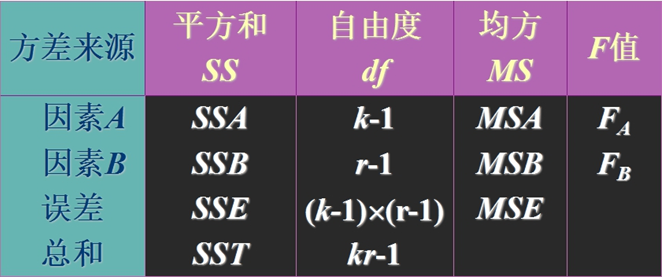 方差来源 平方和 SS 自由度 df 均方 MS F值
因素A SSA k-1 MSA FA
因素B SSB r-1 MSB FB
误差 SSE (k-1)×(r-1) MSE
总和 SST kr-1